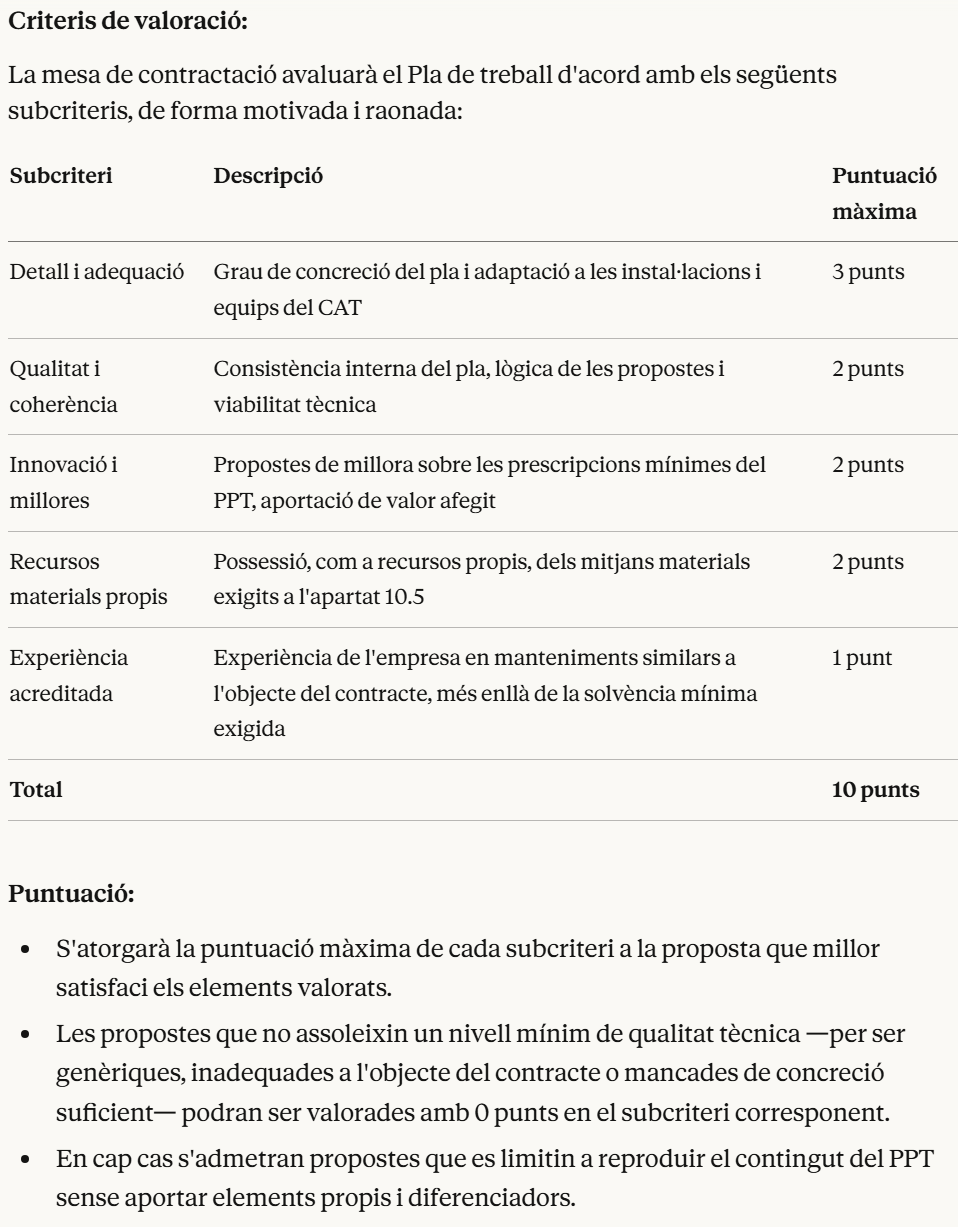 Criteris de valoració:
La mesa de contractació avaluarà el Pla de treball d'acord amb els següents
subcriteris, de forma motivada i raonada:
Subcriteri Descripció Puntuació
màxima
Detall i adequació Grau de concreció del pla i adaptació a les instal·lacions i 3 punts
equips del CAT
Qualitat i Consistència interna del pla, lògica de les propostes i 2 punts
coherència viabilitat tècnica
Innovació i Propostes de millora sobre les prescripcions mínimes del 2 punts
millores PPT, aportació de valor afegit
Recursos Possessió, com a recursos propis, dels mitjans materials 2 punts
materials propis exigits a l'apartat 10.5
Experiència Experiència de l'empresa en manteniments similars a 1 punt
acreditada l'objecte del contracte, més enllà de la solvència mínima
exigida
Total 10 punts
Puntuació:
• S'atorgarà la puntuació màxima de cada subcriteri a la proposta que millor
satisfaci els elements valorats.
• Les propostes que no assoleixin un nivell mínim de qualitat tècnica —per ser
genèriques, inadequades a l'objecte del contracte o mancades de concreció
suficient— podran ser valorades amb 0 punts en el subcriteri corresponent.
• En cap cas s'admetran propostes que es limitin a reproduir el contingut del PPT
sense aportar elements propis i diferenciadors.